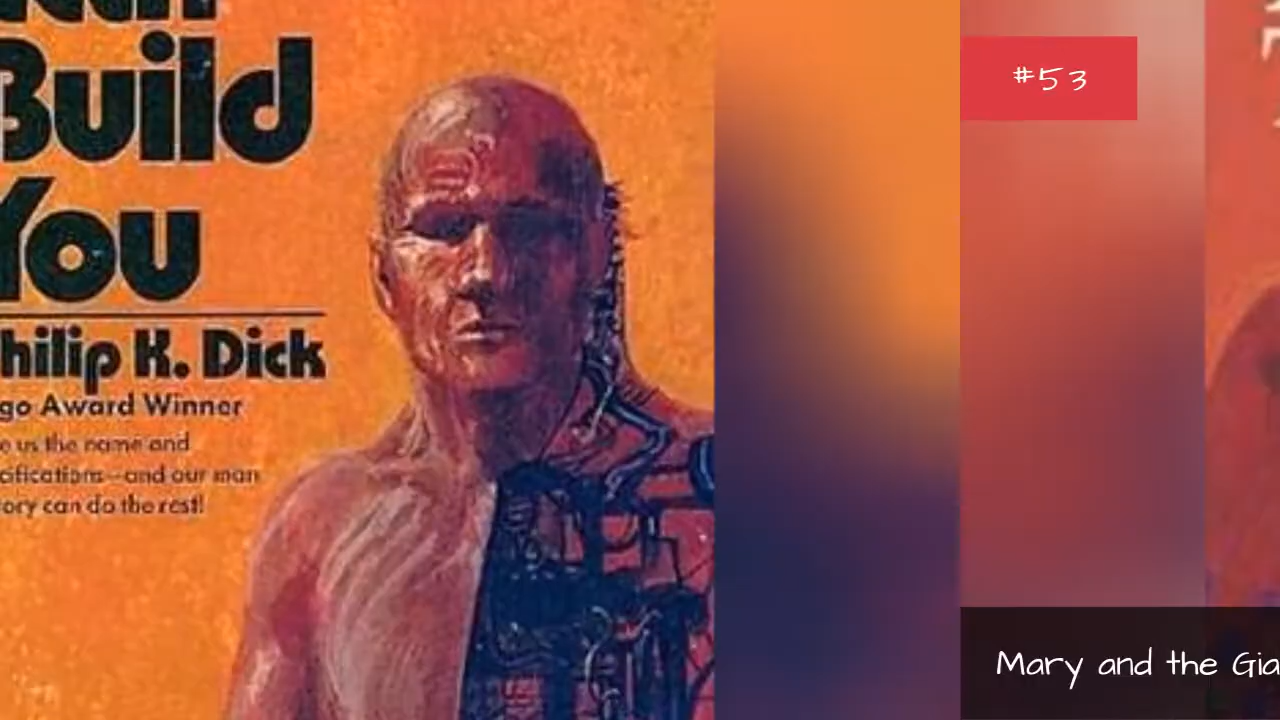 Build
You
hilip K. Dick
go Award Winner
e us the name and
cifications—and our man
ory can do the rest!
#53
Mary and the Gia